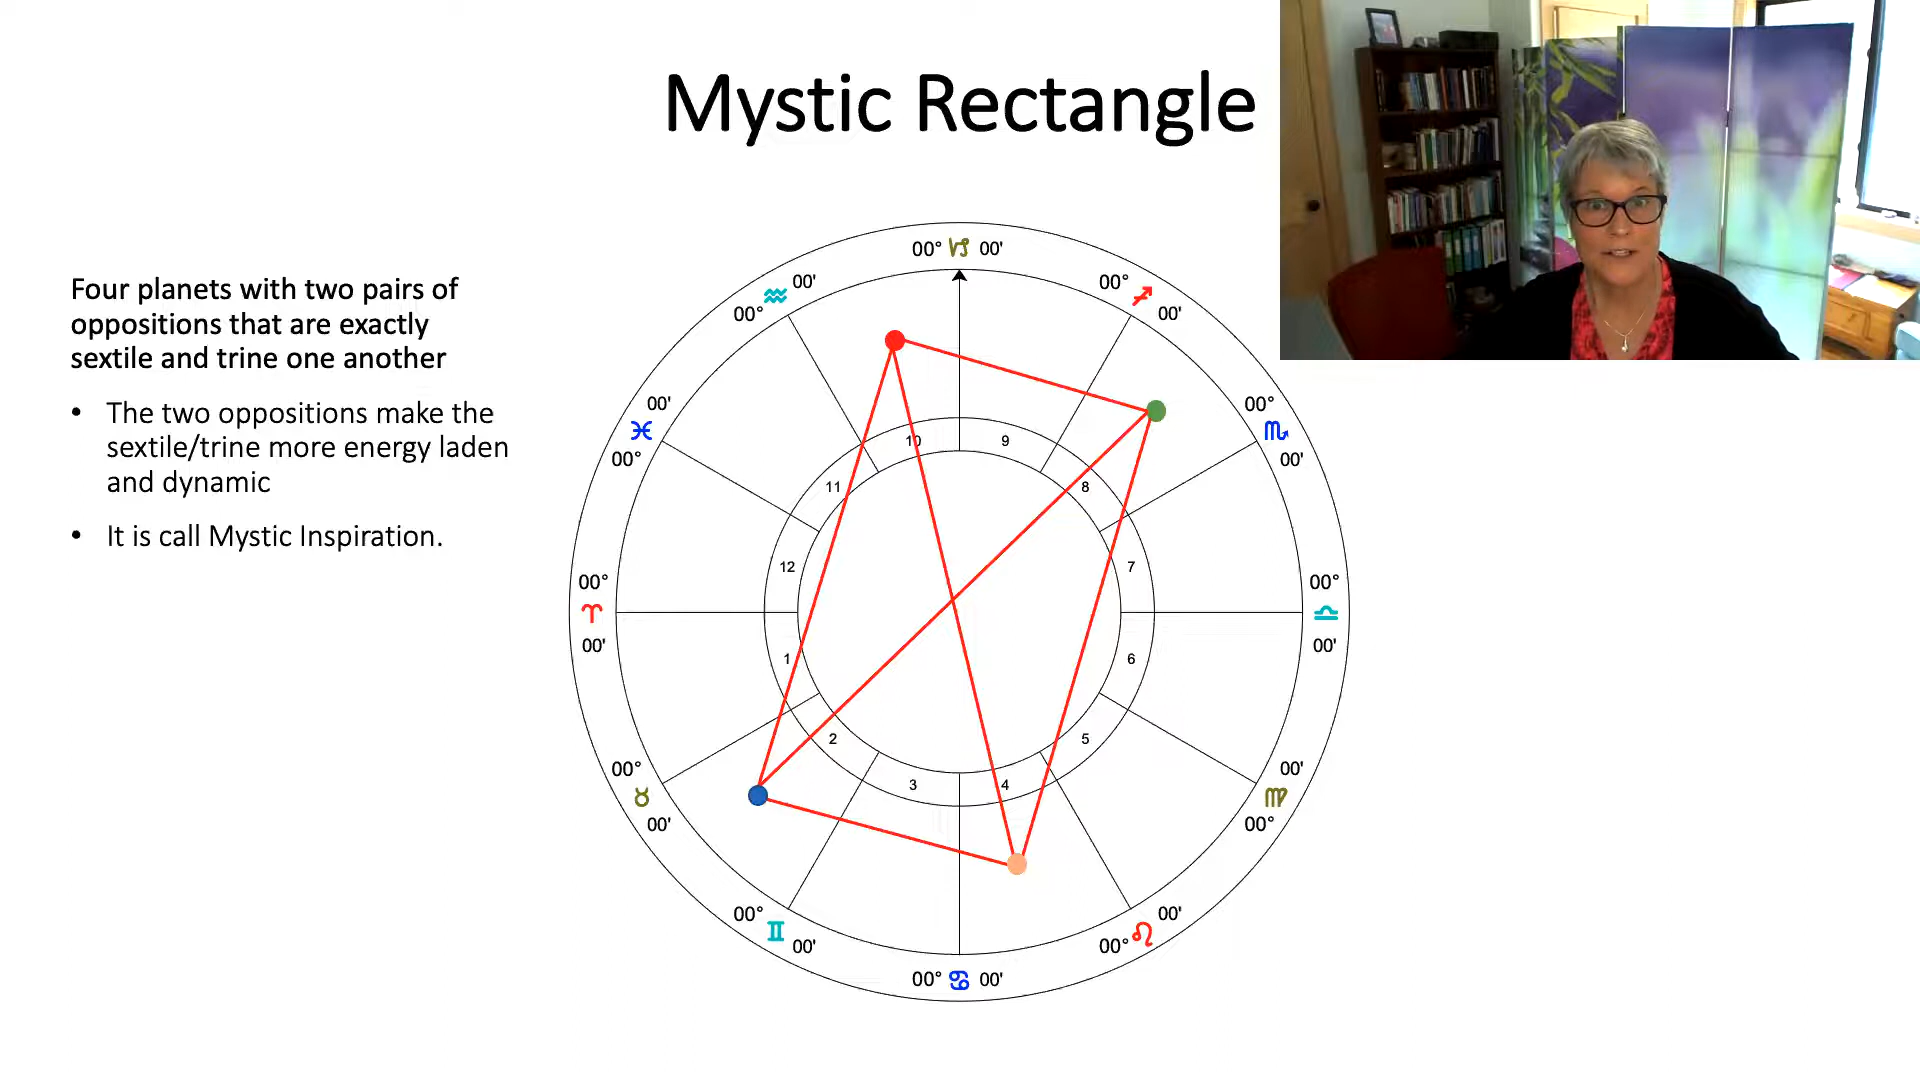 Mystic Rectangle
Four planets with two pairs of
oppositions that are exactly
sextile and trine one another
• The two oppositions make the
sextile/trine more energy laden
and dynamic
• It is call Mystic Inspiration.
00° ♑ 00'
00° ♒ 00'
00° ♐ 00'
00' ♓ 00°
00° ♏ 00'
00° ♈ 00'
00° ♎ 00'
00° ♉ 00'
00' ♍ 00°
00° ♊ 00'
00° ♌ 00'
00° ♋ 00'
10
9
11
8
12
7
1
6
2
5
3
4